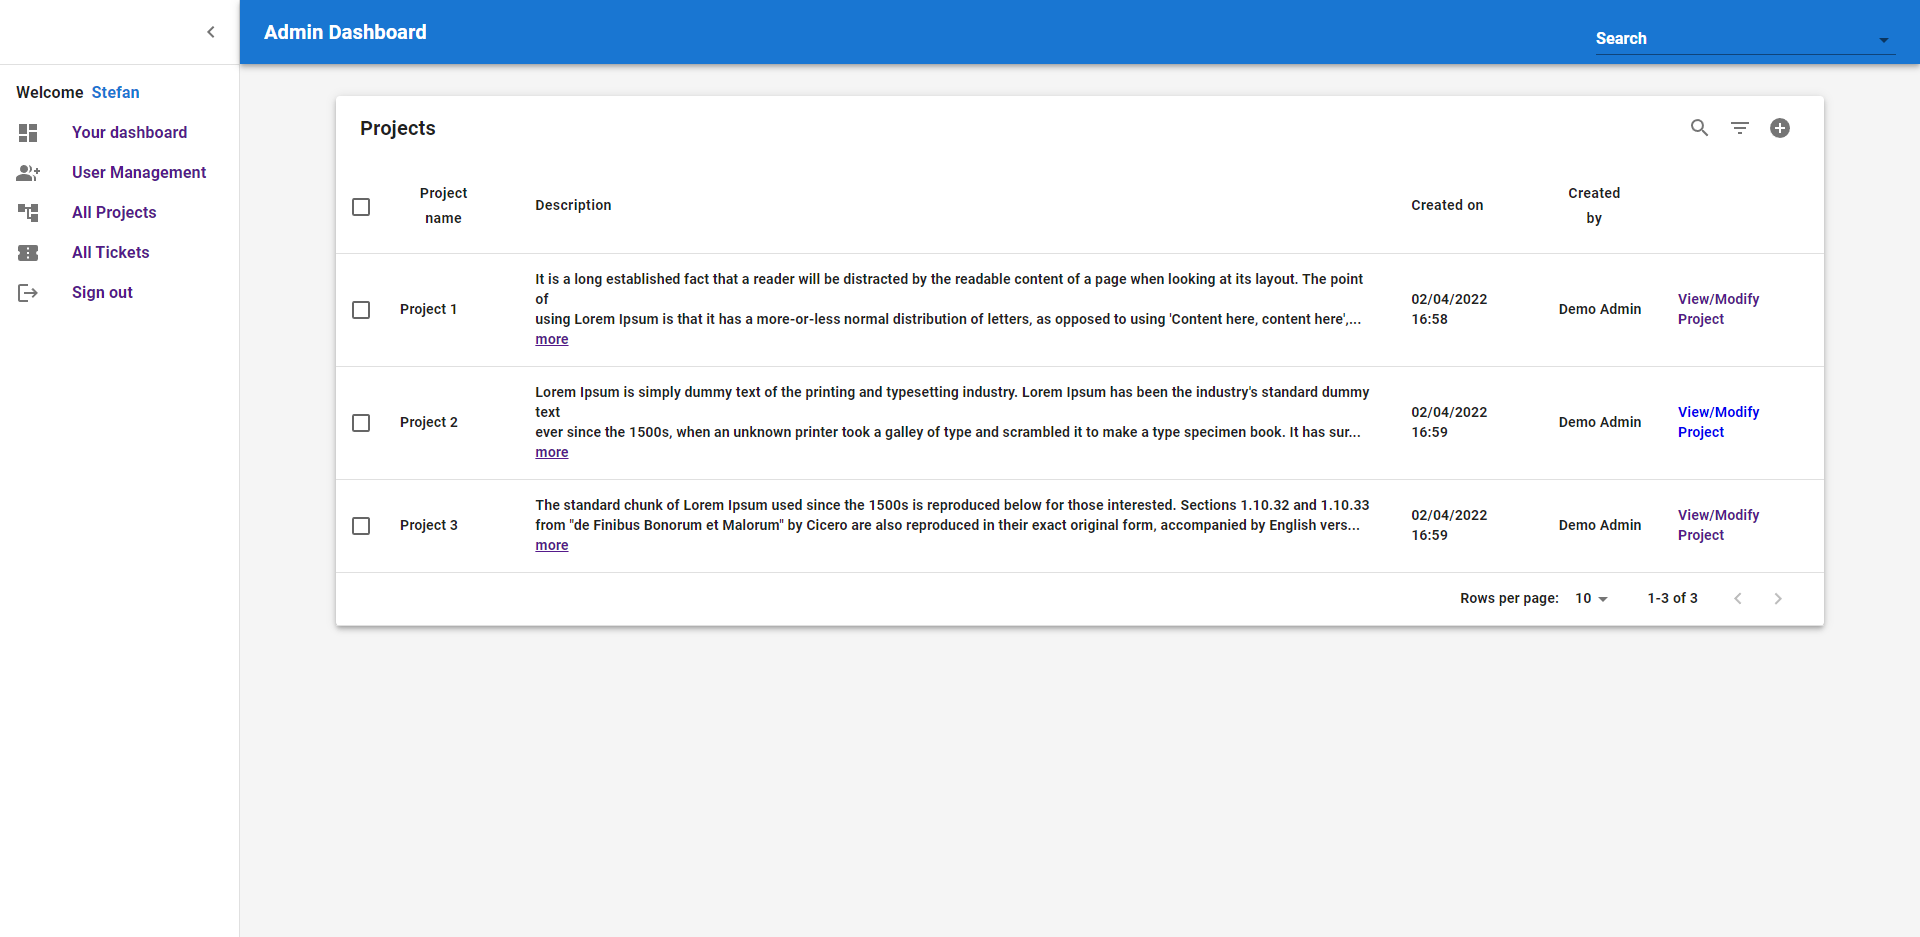 Admin Dashboard
Search
Welcome Stefan
Your dashboard
User Management
All Projects
All Tickets
Sign out
Projects
Project
name
Description
Created on
Created
by
Project 1
It is a long established fact that a reader will be distracted by the readable content of a page when looking at its layout. The point
of
using Lorem Ipsum is that it has a more-or-less normal distribution of letters, as opposed to using 'Content here, content here',...
more
02/04/2022
16:58
Demo Admin
View/Modify
Project
Project 2
Lorem Ipsum is simply dummy text of the printing and typesetting industry. Lorem Ipsum has been the industry's standard dummy
text
ever since the 1500s, when an unknown printer took a galley of type and scrambled it to make a type specimen book. It has sur...
more
02/04/2022
16:59
Demo Admin
View/Modify
Project
Project 3
The standard chunk of Lorem Ipsum used since the 1500s is reproduced below for those interested. Sections 1.10.32 and 1.10.33
from "de Finibus Bonorum et Malorum" by Cicero are also reproduced in their exact original form, accompanied by English vers...
more
02/04/2022
16:59
Demo Admin
View/Modify
Project
Rows per page: 10 1-3 of 3